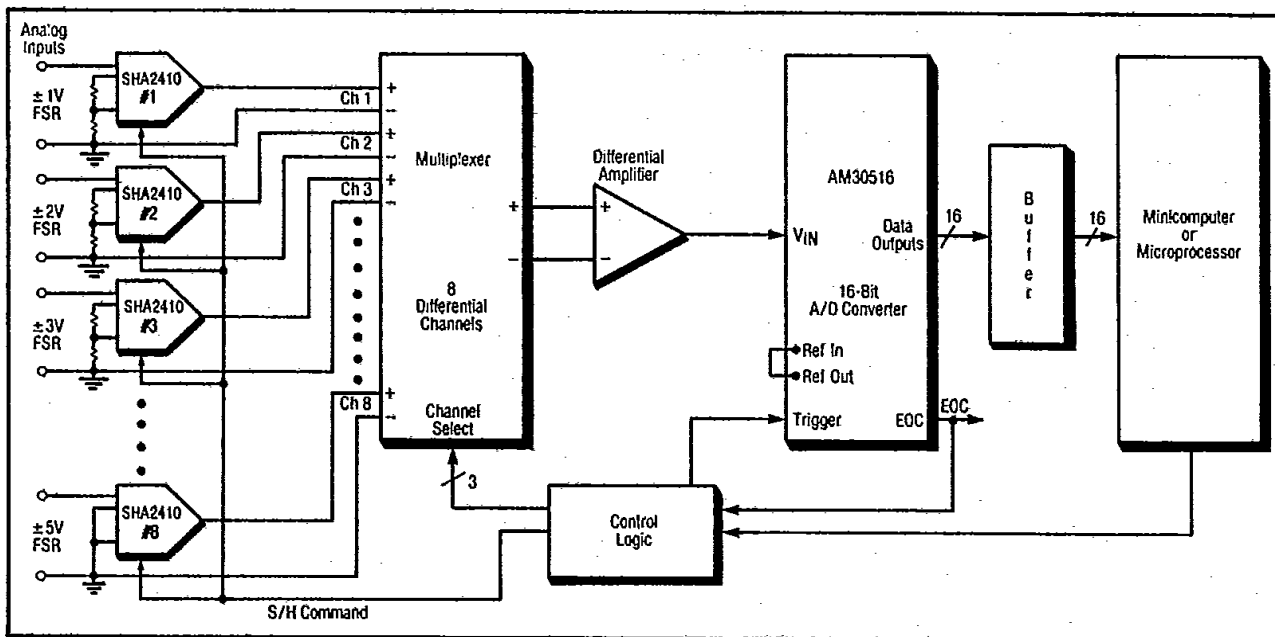 Analog
Inputs
± 1V
FSR
SHA2410
#1
± 2V
FSR
SHA2410
#2
± 3V
FSR
SHA2410
#3
± 5V
FSR
SHA2410
#8
S/H Command
+
Ch 1
−
+
Ch 2
−
+
Ch 3
−
+
Ch 8
−
Multiplexer
+
−
8
Differential
Channels
Channel
Select
3
Differential
Amplifier
+
−
AM30516
VIN
Data
Outputs
16-Bit
A/D Converter
Ref In
Ref Out
Trigger
EOC
EOC
16
Buffer
16
Minicomputer
or
Microprocessor
Control
Logic